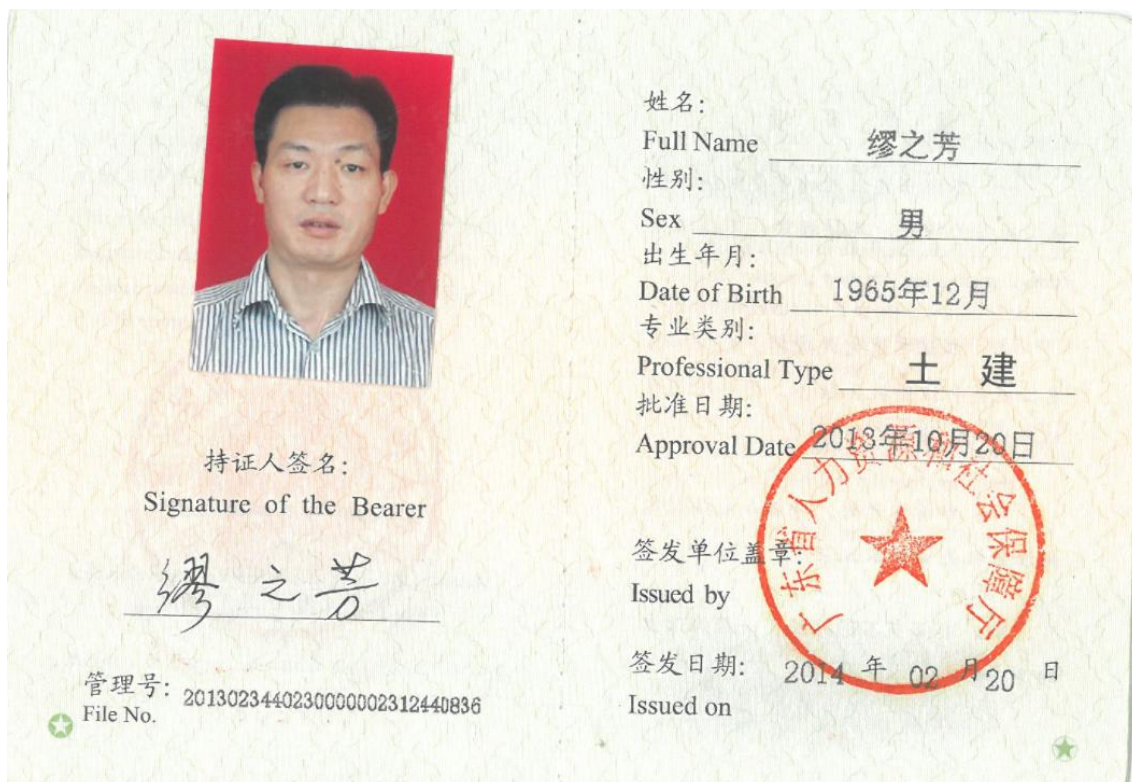 持证人签名:
Signature of the Bearer
缪之芳
管理号:
File No. 2013023440230000002312440836
姓名:
Full Name 缪之芳
性别:
Sex 男
出生年月:
Date of Birth 1965年12月
专业类别:
Professional Type 土 建
批准日期:
Approval Date 2013年10月20日
签发单位盖章:
Issued by
广东省人力资源和社会保障厅
签发日期: 2014 年 02 月 20 日
Issued on